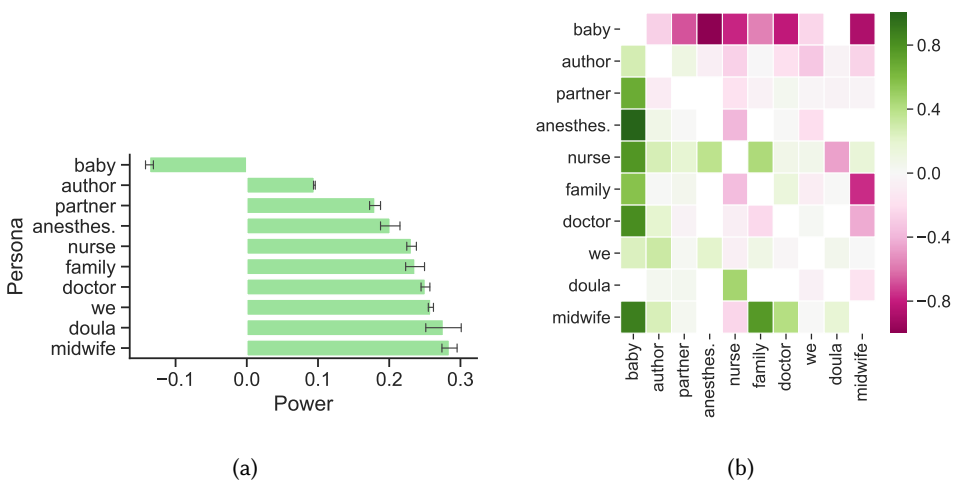 baby
author
partner
anesthes.
nurse
family
doctor
we
doula
midwife
Persona
−0.1 0.0 0.1 0.2 0.3
Power
(a)
baby
author
partner
anesthes.
nurse
family
doctor
we
doula
midwife
baby author partner anesthes. nurse family doctor we doula midwife
0.8
0.4
0.0
−0.4
−0.8
(b)